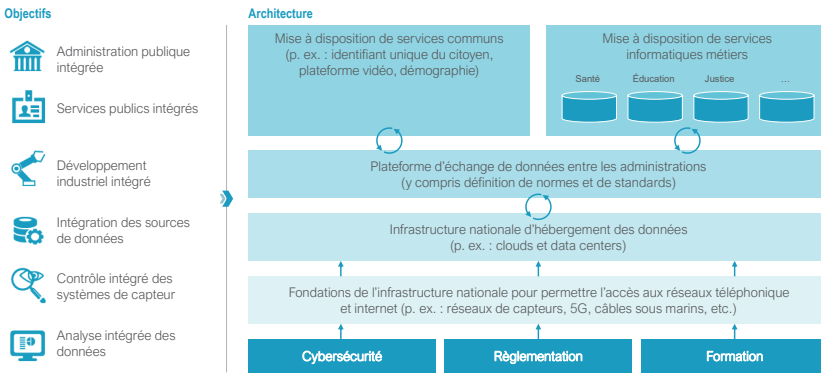 Objectifs
Administration publique
intégrée
Services publics intégrés
Développement
industriel intégré
Intégration des sources
de données
Contrôle intégré des
systèmes de capteur
Analyse intégrée des
données
Architecture
Mise à disposition de services communs
(p. ex. : identifiant unique du citoyen,
plateforme vidéo, démographie)
Mise à disposition de services
informatiques métiers
Santé
Éducation
Justice
...
Plateforme d'échange de données entre les administrations
(y compris définition de normes et de standards)
Infrastructure nationale d'hébergement des données
(p. ex. : clouds et data centers)
Fondations de l'infrastructure nationale pour permettre l'accès aux réseaux téléphonique
et internet (p. ex. : réseaux de capteurs, 5G, câbles sous marins, etc.)
Cybersécurité
Règlementation
Formation